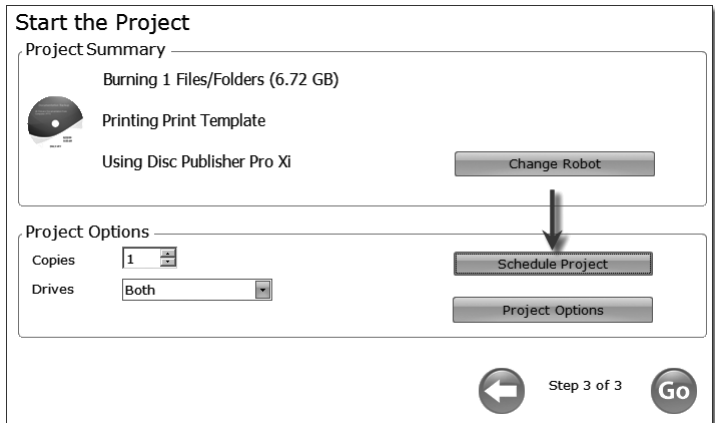 Start the Project
Project Summary
Burning 1 Files/Folders (6.72 GB)
Printing Print Template
Using Disc Publisher Pro Xi
Change Robot
Project Options
Copies
1
Schedule Project
Drives
Both
Project Options
Step 3 of 3
Go